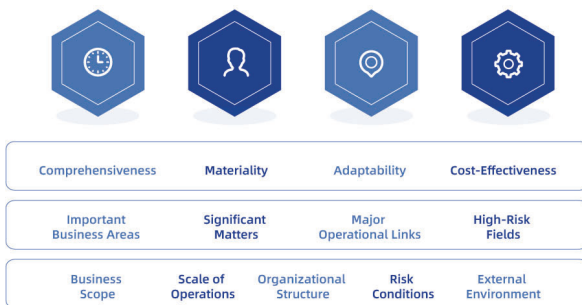 Comprehensiveness Materiality Adaptability Cost-Effectiveness
Important Significant Major High-Risk
Business Areas Matters Operational Links Fields
Business Scale of Organizational Risk External
Scope Operations Structure Conditions Environment